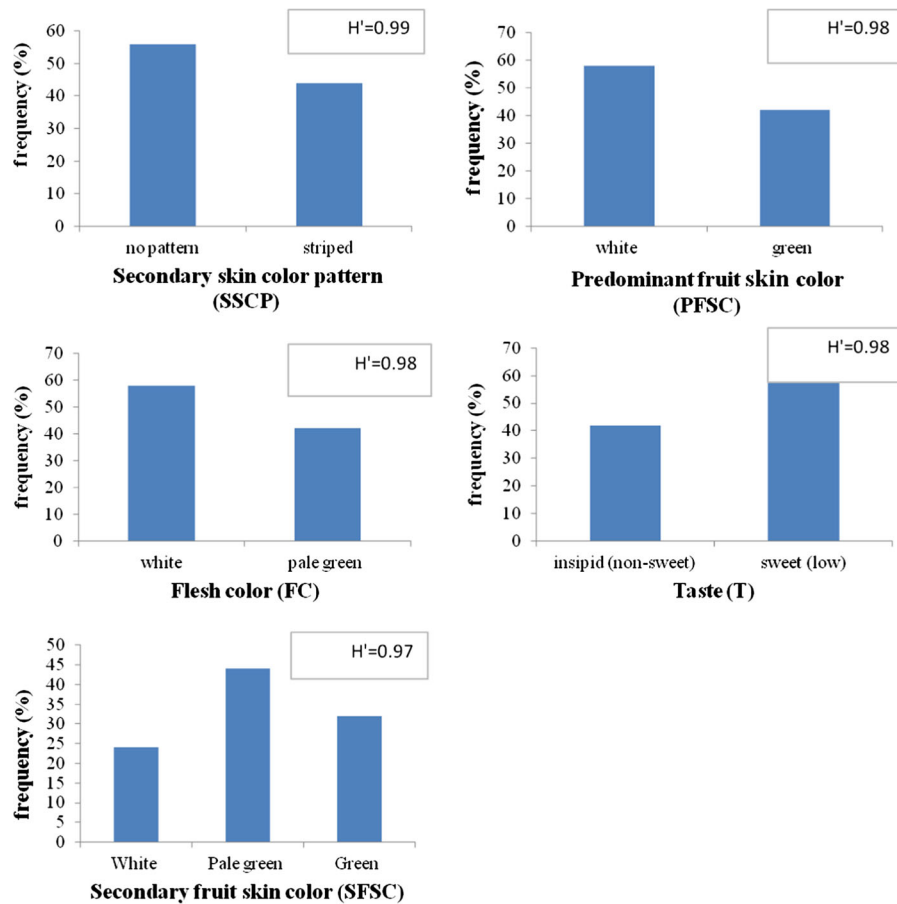 H'=0.99
frequency (%)
60
50
40
30
20
10
0
no pattern striped
Secondary skin color pattern
(SSCP)
H'=0.98
frequency (%)
70
60
50
40
30
20
10
0
white green
Predominant fruit skin color
(PFSC)
H'=0.98
frequency (%)
70
60
50
40
30
20
10
0
white pale green
Flesh color (FC)
H'=0.98
frequency (%)
70
60
50
40
30
20
10
0
insipid (non-sweet) sweet (low)
Taste (T)
H'=0.97
frequency (%)
50
45
40
35
30
25
20
15
10
5
0
White Pale green Green
Secondary fruit skin color (SFSC)